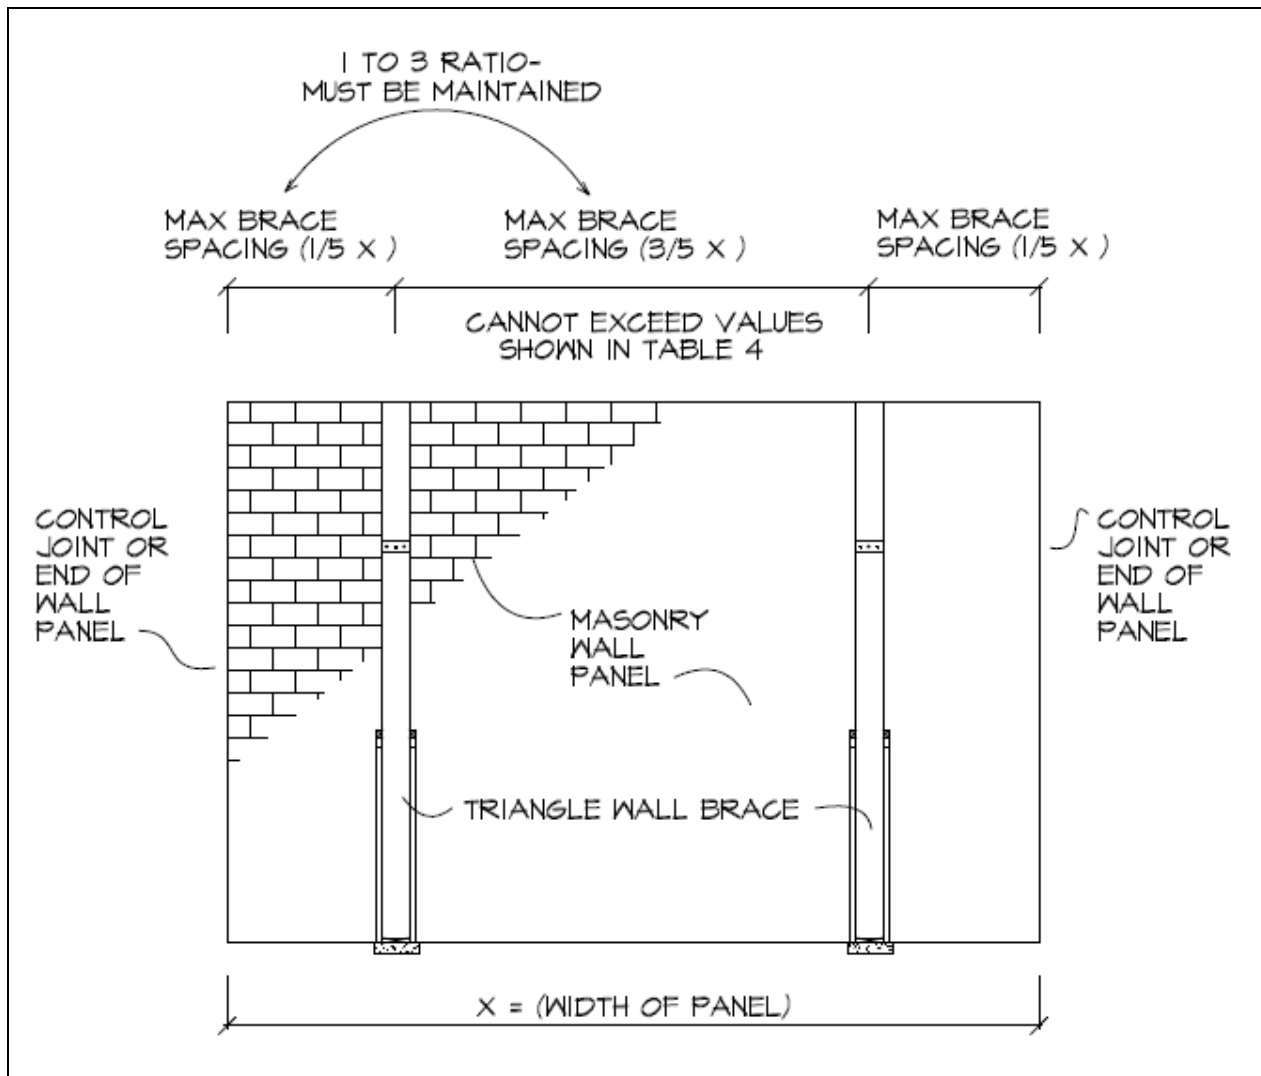 1 TO 3 RATIO-
MUST BE MAINTAINED
MAX BRACE
SPACING (1/5 X )
MAX BRACE
SPACING (3/5 X )
MAX BRACE
SPACING (1/5 X )
CANNOT EXCEED VALUES
SHOWN IN TABLE 4
CONTROL
JOINT OR
END OF
WALL
PANEL
MASONRY
WALL
PANEL
CONTROL
JOINT OR
END OF
WALL
PANEL
TRIANGLE WALL BRACE
X = (WIDTH OF PANEL)